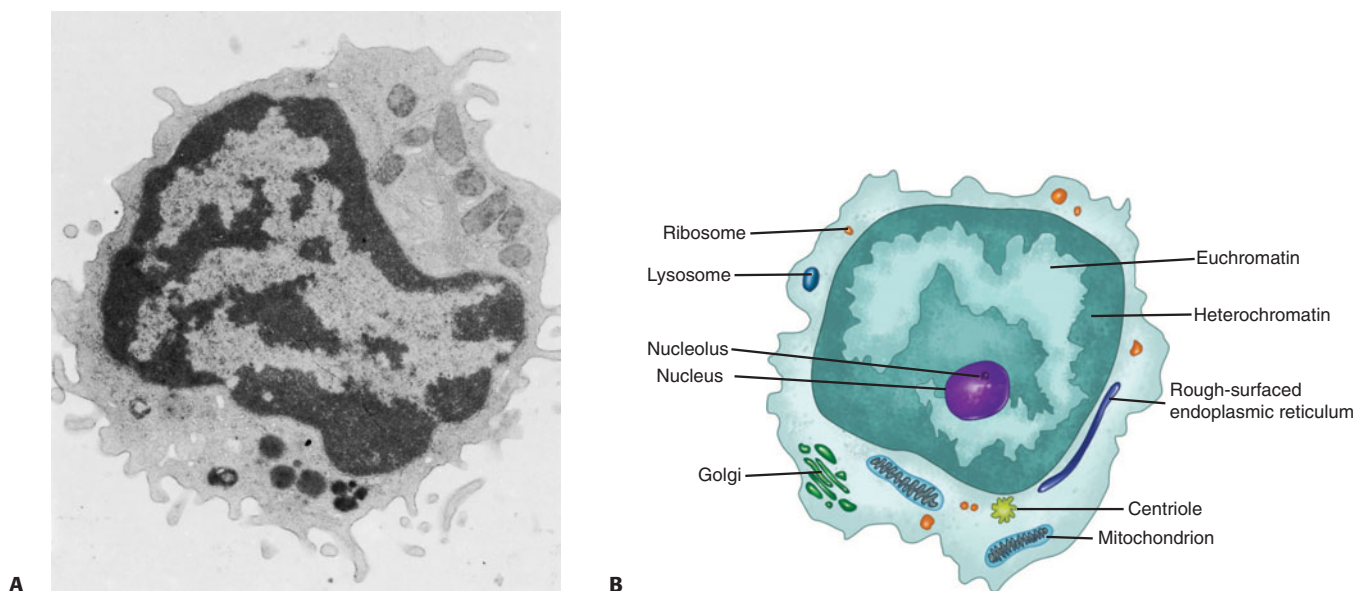 Ribosome
Lysosome
Nucleolus
Nucleus
Golgi
Euchromatin
Heterochromatin
Rough-surfaced
endoplasmic reticulum
Centriole
Mitochondrion
A
B